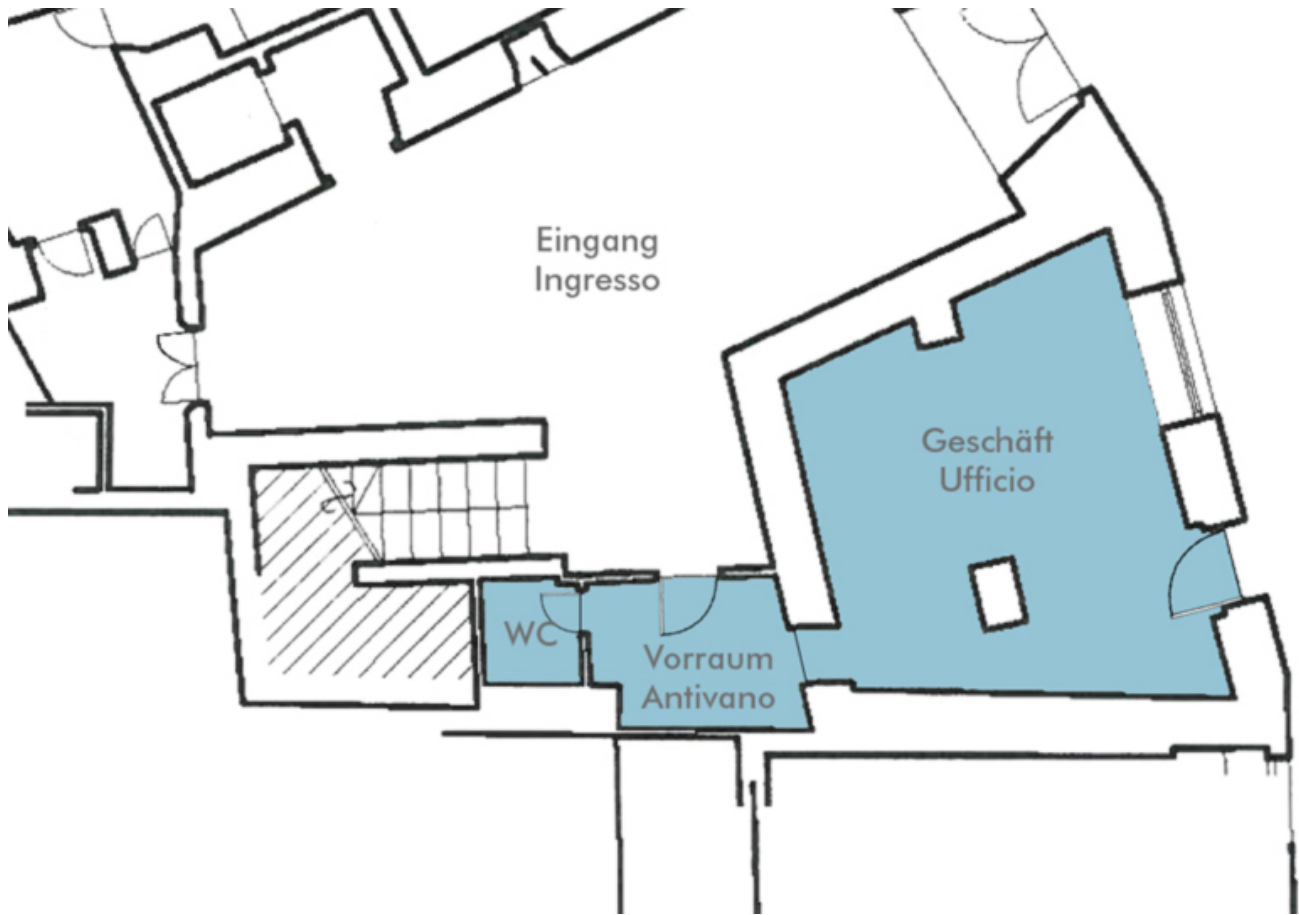 Eingang
Ingresso
Geschäft
Ufficio
WC
Vorraum
Antivano